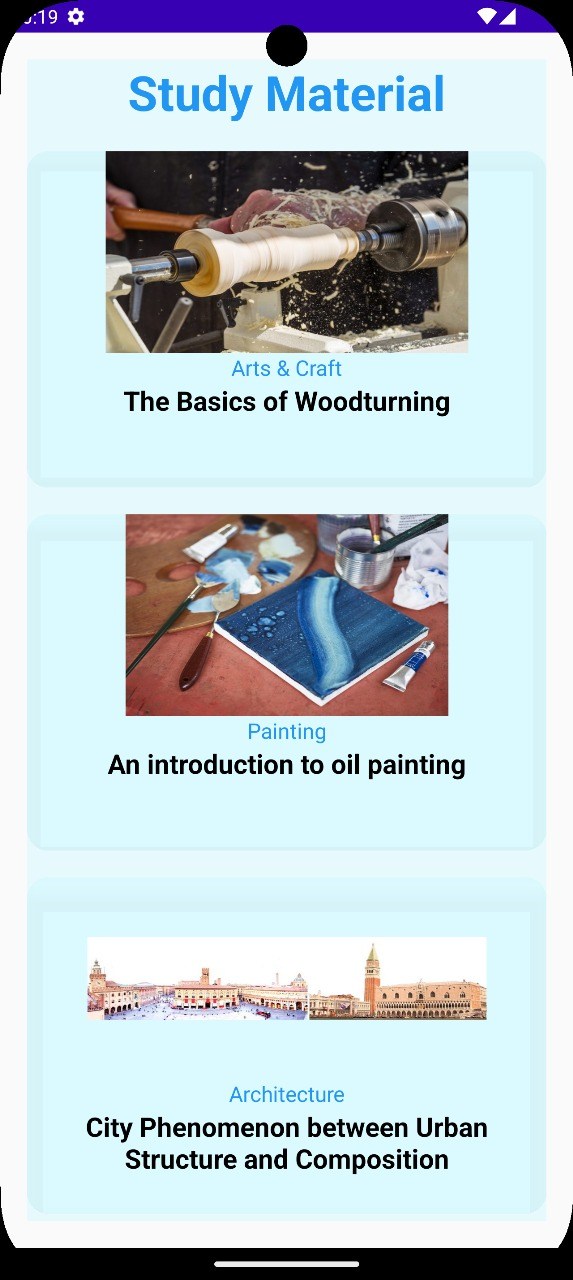 :19
Study Material
Arts & Craft
The Basics of Woodturning
Painting
An introduction to oil painting
Architecture
City Phenomenon between Urban
Structure and Composition